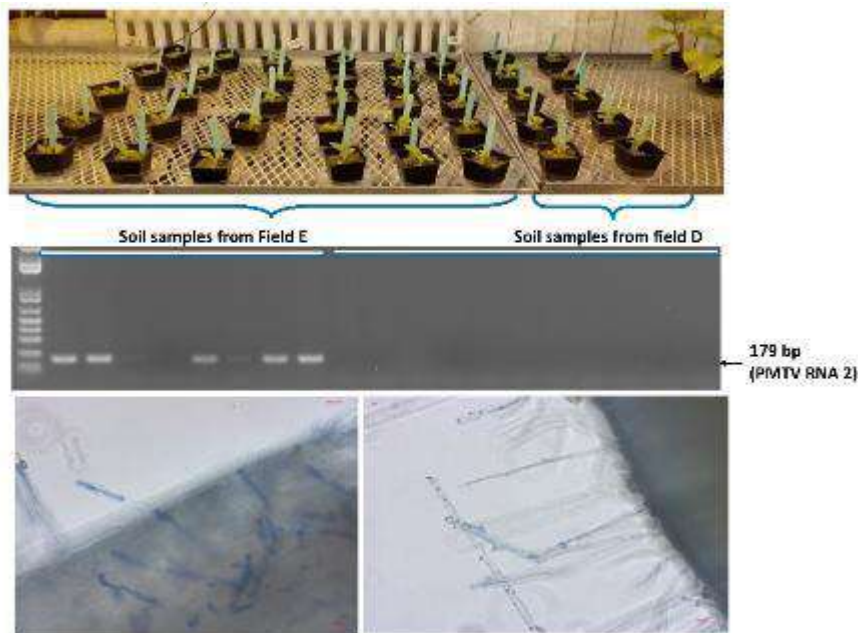 Soil samples from Field E
Soil samples from field D
179 bp
(PMTV RNA 2)